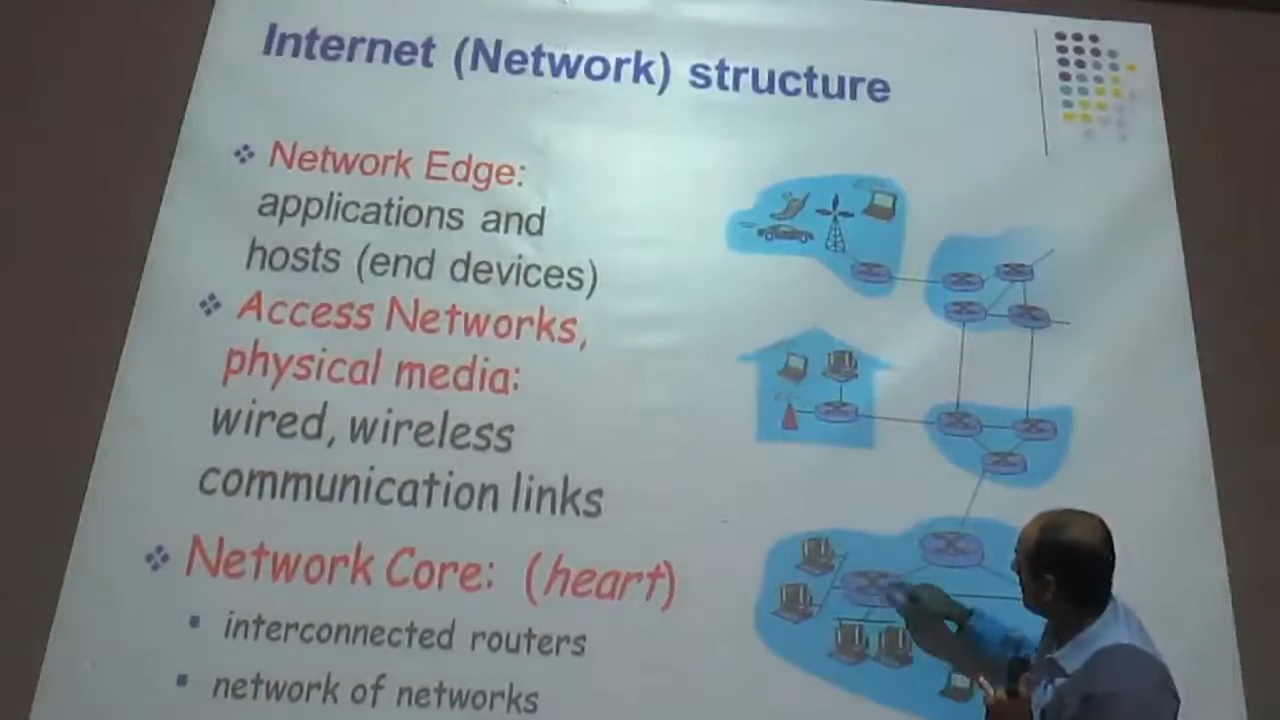 Internet (Network) structure
Network Edge:
applications and
hosts (end devices)
Access Networks,
physical media:
wired, wireless
communication links
Network Core: (heart)
interconnected routers
network of networks